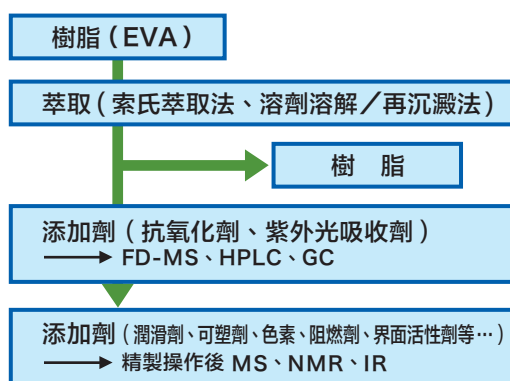 樹脂（EVA）
萃取（索氏萃取法、溶劑溶解／再沉澱法）
樹　脂
添加劑（抗氧化劑、紫外光吸收劑）
FD-MS、HPLC、GC
添加劑（潤滑劑、可塑劑、色素、阻燃劑、界面活性劑等…）
精製操作後 MS、NMR、IR